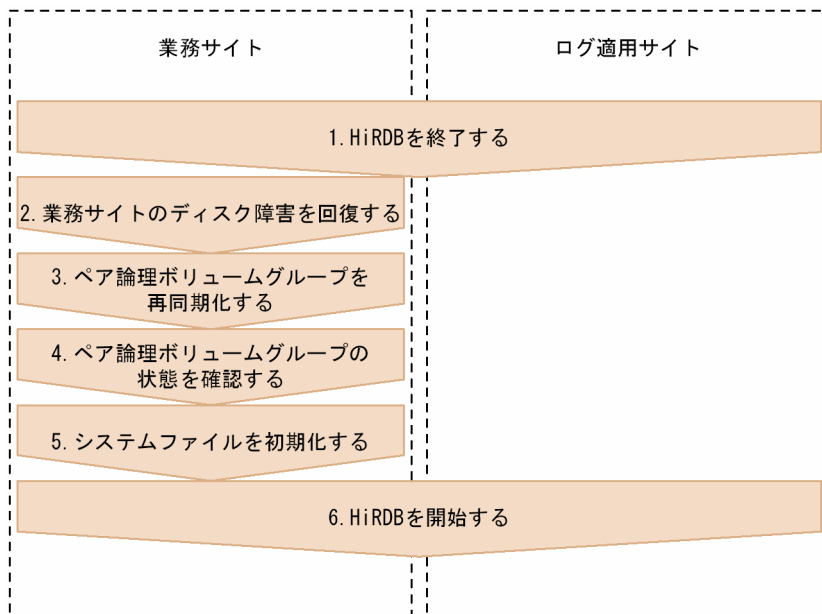 業務サイト
ログ適用サイト
1. HiRDBを終了する
2. 業務サイトのディスク障害を回復する
3. ペア論理ボリュームグループを
再同期化する
4. ペア論理ボリュームグループの
状態を確認する
5. システムファイルを初期化する
6. HiRDBを開始する